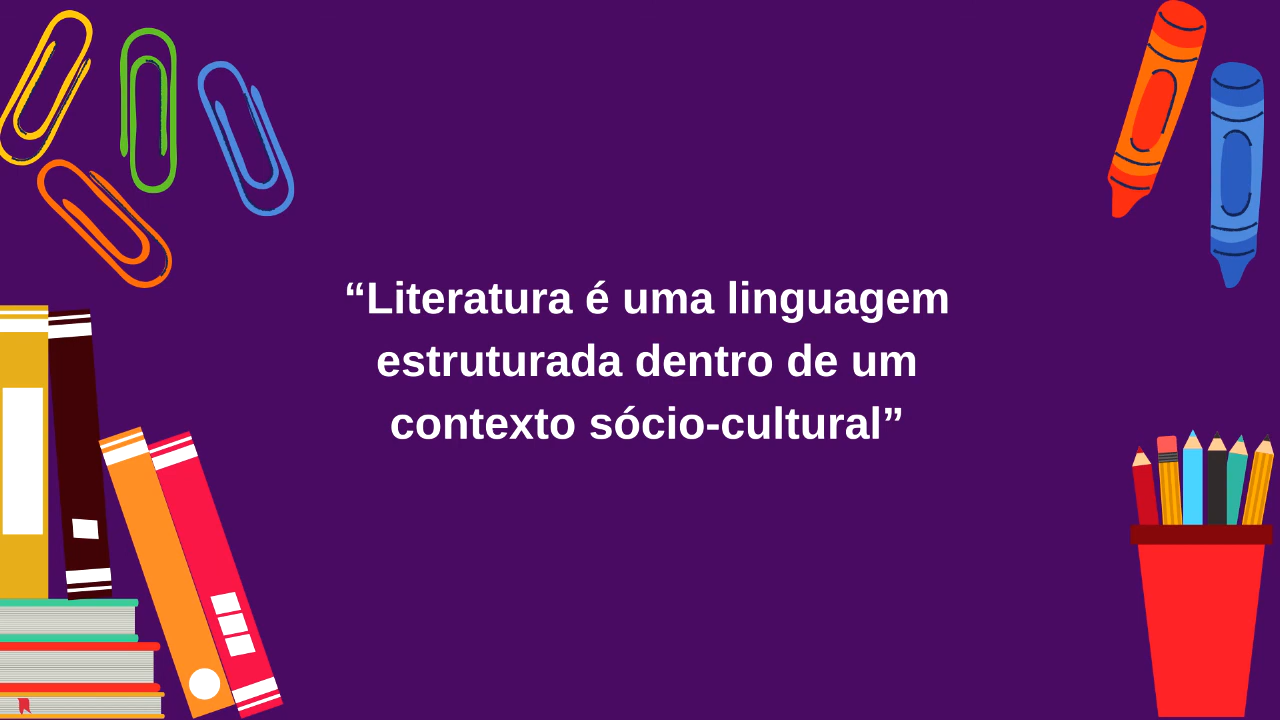 “Literatura é uma linguagem
estruturada dentro de um
contexto sócio-cultural”